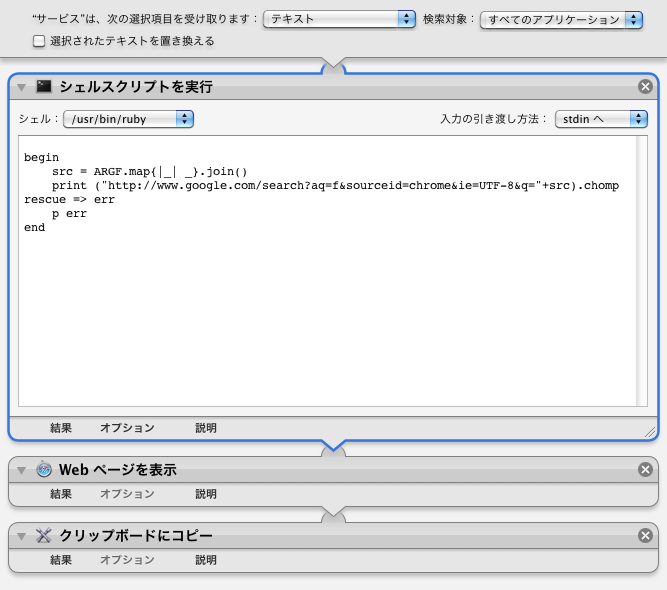 “サービス”は、次の選択項目を受け取ります： テキスト 検索対象： すべてのアプリケーション
選択されたテキストを置き換える
シェルスクリプトを実行
シェル： /usr/bin/ruby 入力の引き渡し方法： stdin へ
begin
    src = ARGF.map{|_| _}.join()
    print ("http://www.google.com/search?aq=f&sourceid=chrome&ie=UTF-8&q="+src).chomp
rescue => err
    p err
end
結果 オプション 説明
Web ページを表示
結果 オプション 説明
クリップボードにコピー
結果 オプション 説明